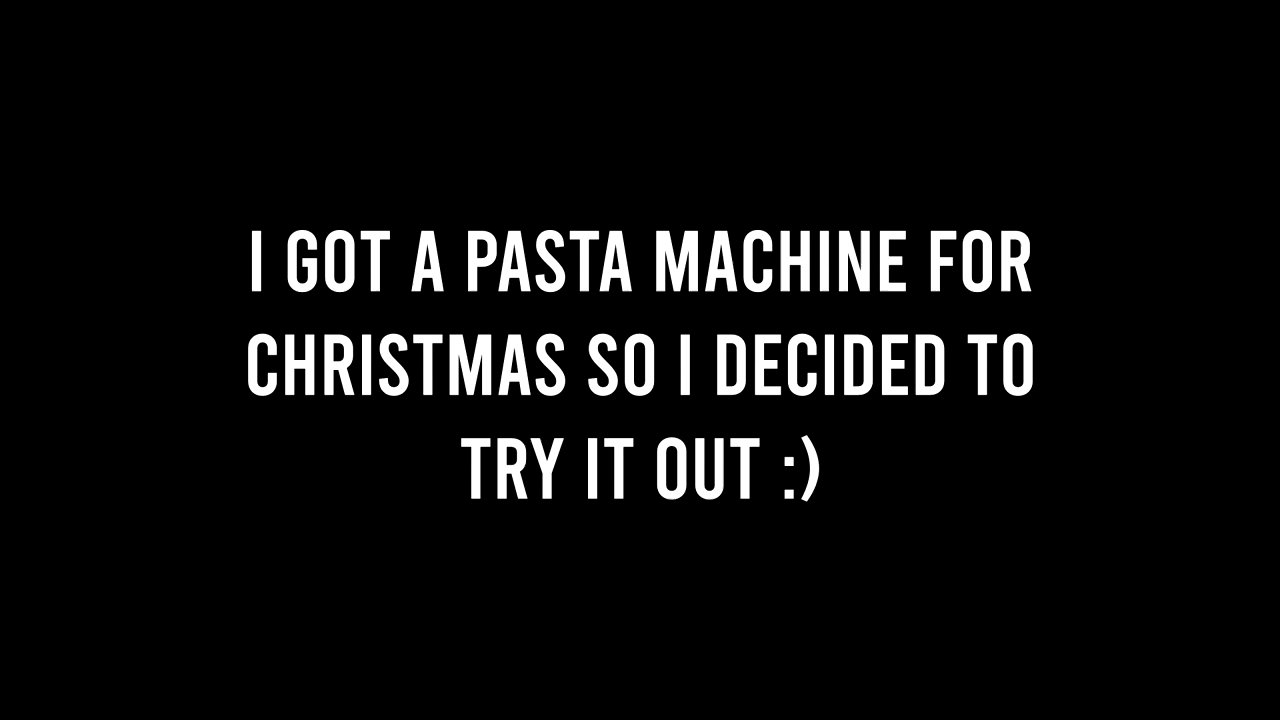 I GOT A PASTA MACHINE FOR
CHRISTMAS SO I DECIDED TO
TRY IT OUT :)